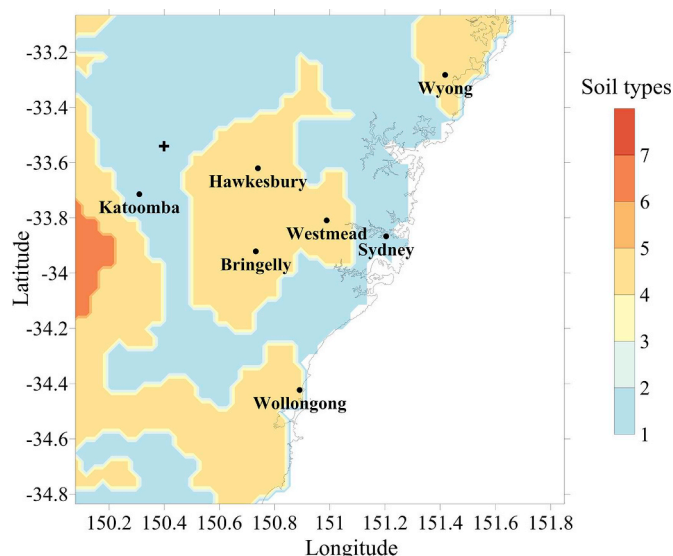 -33.2
-33.4
-33.6
-33.8
-34
-34.2
-34.4
-34.6
-34.8
Latitude
Wyong
Hawkesbury
Katoomba
Westmead
Sydney
Bringelly
Wollongong
150.2 150.4 150.6 150.8 151 151.2 151.4 151.6 151.8
Longitude
Soil types
7
6
5
4
3
2
1